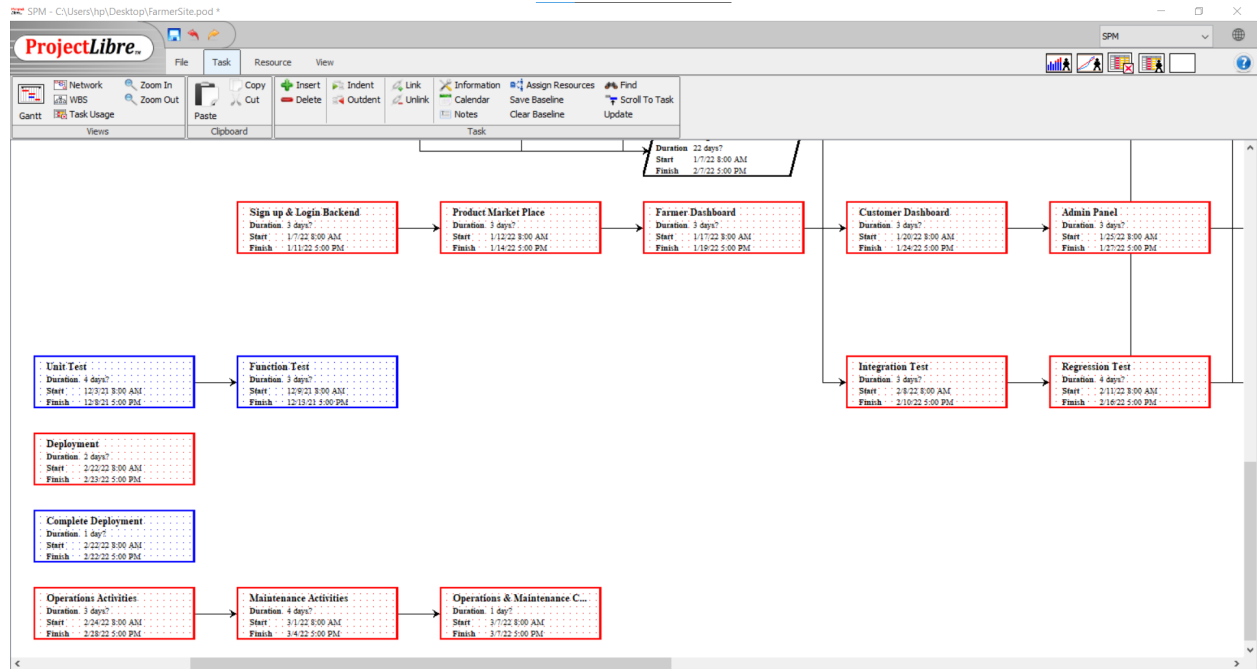 SPM - C:\Users\hp\Desktop\FarmerSite.pod *
ProjectLibre™
SPM
File Task Resource View
Gantt
Network
WBS
Task Usage
Zoom In
Zoom Out
Views
Paste
Copy
Cut
Clipboard
Insert
Delete
Indent
Outdent
Link
Unlink
Information
Calendar
Notes
Assign Resources
Save Baseline
Clear Baseline
Find
Scroll To Task
Update
Task
Duration 22 days?
Start 1/7/22 8:00 AM
Finish 2/7/22 5:00 PM
Sign up & Login Backend
Duration 3 days?
Start 1/7/22 8:00 AM
Finish 1/11/22 5:00 PM
Product Market Place
Duration 3 days?
Start 1/12/22 8:00 AM
Finish 1/14/22 5:00 PM
Farmer Dashboard
Duration 3 days?
Start 1/17/22 8:00 AM
Finish 1/19/22 5:00 PM
Customer Dashboard
Duration 3 days?
Start 1/20/22 8:00 AM
Finish 1/24/22 5:00 PM
Admin Panel
Duration 3 days?
Start 1/25/22 8:00 AM
Finish 1/27/22 5:00 PM
Unit Test
Duration 4 days?
Start 12/3/21 8:00 AM
Finish 12/8/21 5:00 PM
Function Test
Duration 3 days?
Start 12/9/21 8:00 AM
Finish 12/13/21 5:00 PM
Integration Test
Duration 3 days?
Start 2/8/22 8:00 AM
Finish 2/10/22 5:00 PM
Regression Test
Duration 4 days?
Start 2/11/22 8:00 AM
Finish 2/16/22 5:00 PM
Deployment
Duration 2 days?
Start 2/22/22 8:00 AM
Finish 2/23/22 5:00 PM
Complete Deployment
Duration 1 day?
Start 2/22/22 8:00 AM
Finish 2/22/22 5:00 PM
Operations Activities
Duration 3 days?
Start 2/24/22 8:00 AM
Finish 2/28/22 5:00 PM
Maintenance Activities
Duration 4 days?
Start 3/1/22 8:00 AM
Finish 3/4/22 5:00 PM
Operations & Maintenance C...
Duration 1 day?
Start 3/7/22 8:00 AM
Finish 3/7/22 5:00 PM